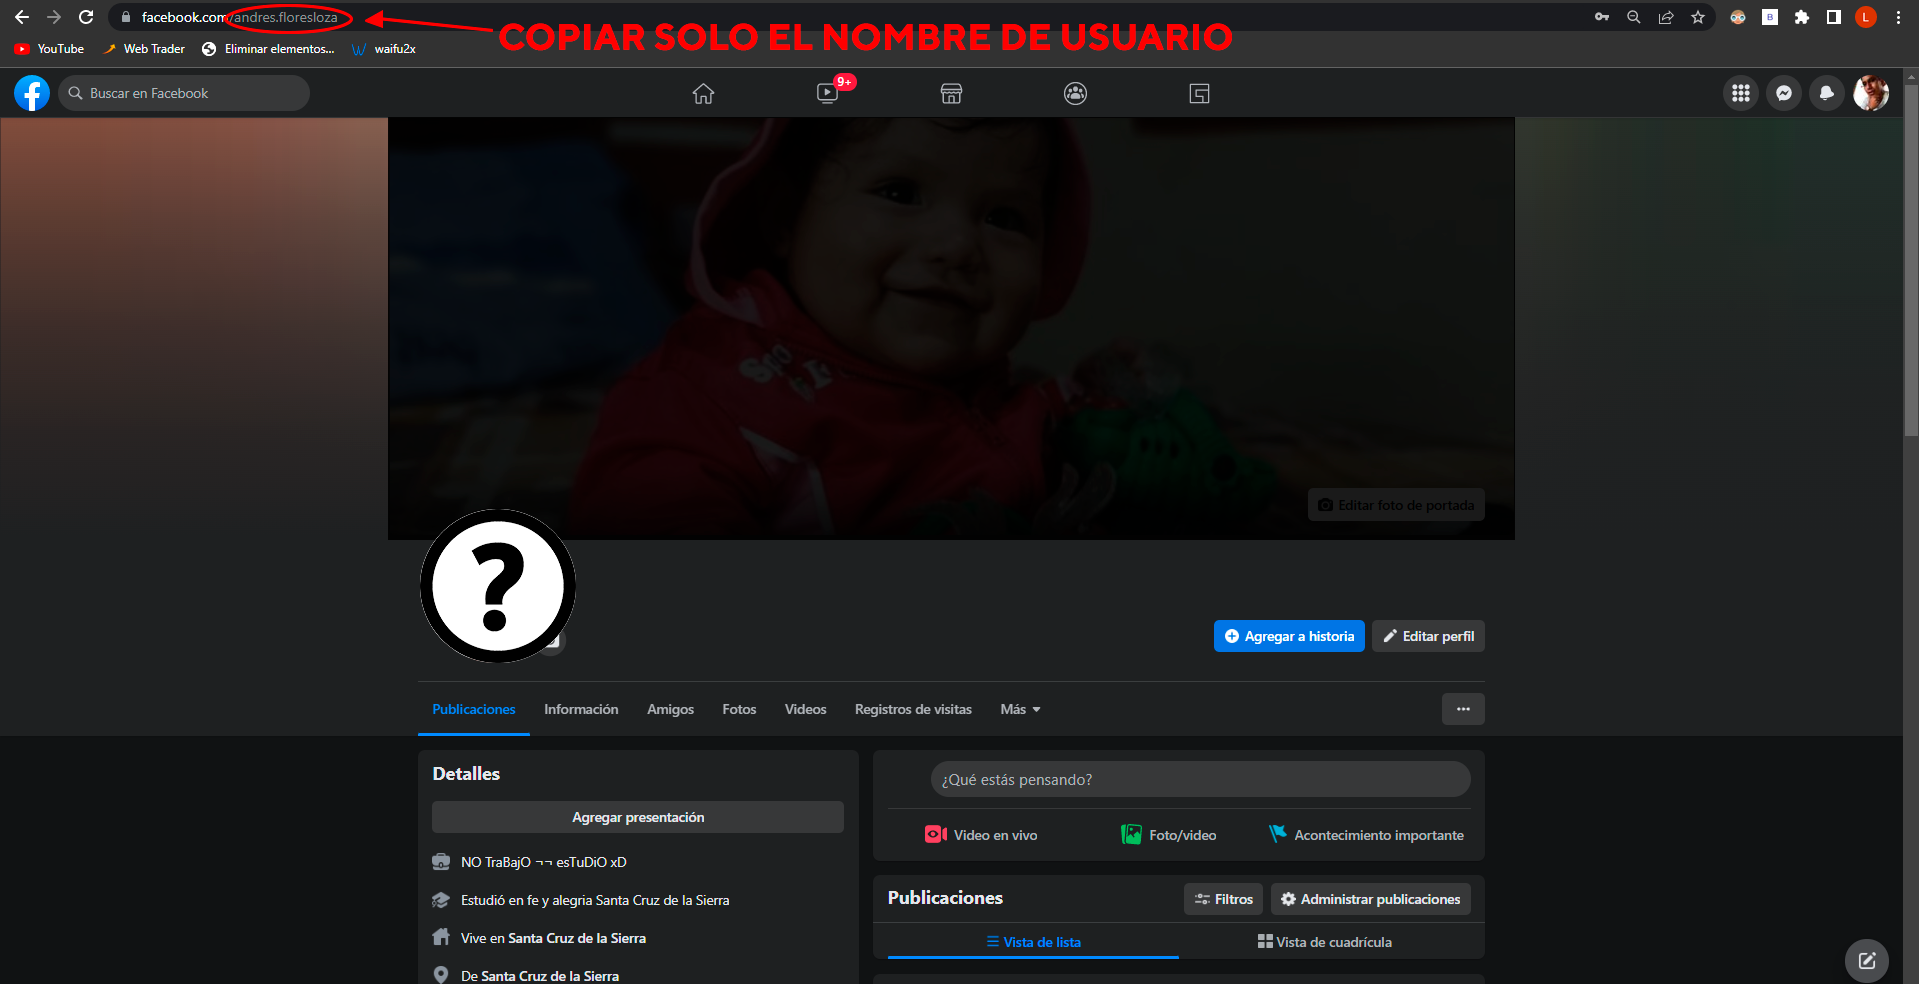 facebook.com/andres.floresloza
COPIAR SOLO EL NOMBRE DE USUARIO
B
L
YouTube
Web Trader
Eliminar elementos...
waifu2x
Buscar en Facebook
9+
Editar foto de portada
?
Agregar a historia
Editar perfil
Publicaciones
Información
Amigos
Fotos
Videos
Registros de visitas
Más
Detalles
Agregar presentación
NO TraBajO ¬¬ esTuDiO xD
Estudió en fe y alegria Santa Cruz de la Sierra
Vive en Santa Cruz de la Sierra
De Santa Cruz de la Sierra
¿Qué estás pensando?
Video en vivo
Foto/video
Acontecimiento importante
Publicaciones
Filtros
Administrar publicaciones
Vista de lista
Vista de cuadrícula